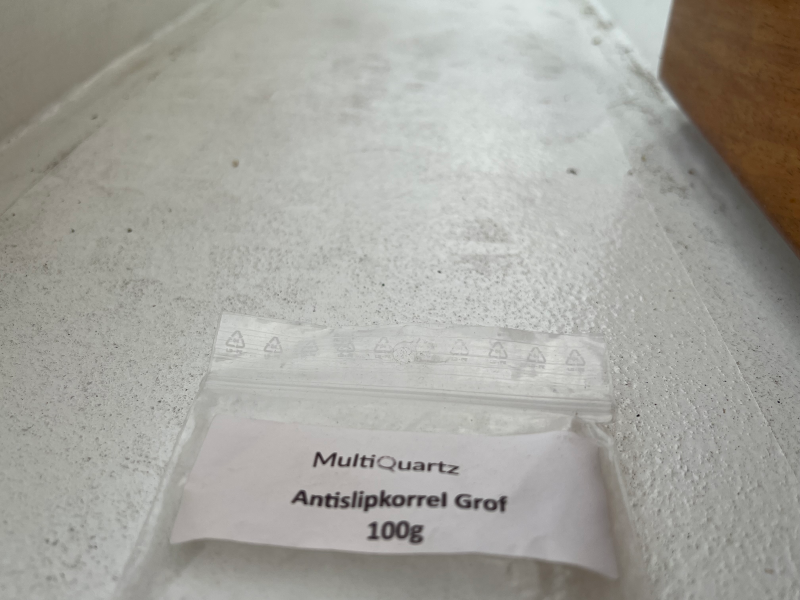 MultiQuartz
Antislipkorrel Grof
100g